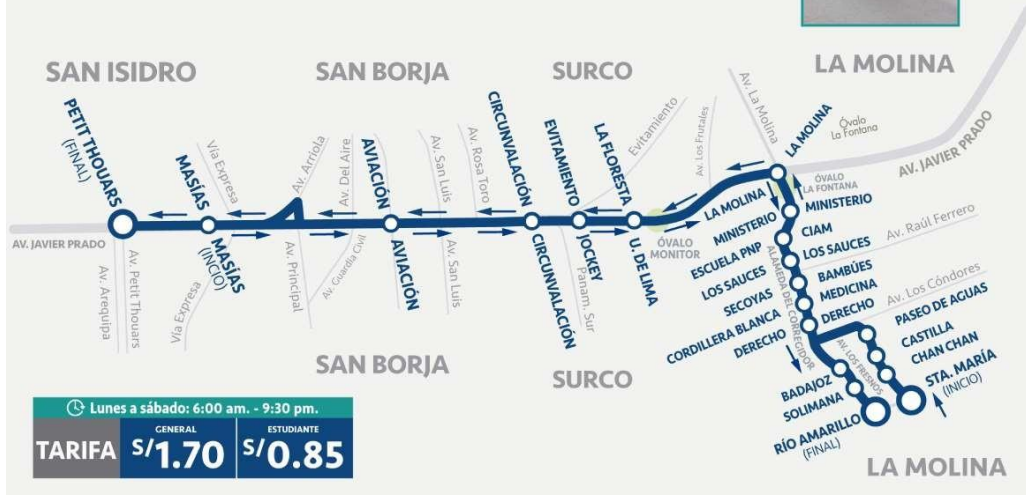 SAN ISIDRO
SAN BORJA
SURCO
LA MOLINA
PETIT THOUARS
(FINAL)
MASÍAS
Vía Expresa
Av. Arriola
Av. Del Aire
AVIACIÓN
Av. San Luis
Av. Rosa Toro
CIRCUNVALACIÓN
EVITAMIENTO
Evitamiento
LA FLORESTA
Av. Los Frutales
Av. La Molina
LA MOLINA
Óvalo
La Fontana
AV. JAVIER PRADO
AV. JAVIER PRADO
Av. Arequipa
Av. Petit Thouars
Vía Expresa
MASÍAS
(INCIO)
Av. Principal
Av. Guardia Civil
AVIACIÓN
Av. San Luis
CIRCUNVALACIÓN
JOCKEY
Panam. Sur
U. DE LIMA
ÓVALO
MONITOR
ÓVALO
LA FONTANA
LA MOLINA
MINISTERIO
ESCUELA PNP
LOS SAUCES
SECOYAS
CORDILLERA BLANCA
DERECHO
BADAJOZ
SOLIMANA
RÍO AMARILLO
(FINAL)
MINISTERIO
CIAM
LOS SAUCES
BAMBÚES
MEDICINA
DERECHO
Av. Raúl Ferrero
Av. Los Cóndores
ALAMEDA DEL CORREGIDOR
AV. LOS FRESNOS
PASEO DE AGUAS
CASTILLA
CHAN CHAN
STA. MARÍA
(INICIO)
SAN BORJA
SURCO
LA MOLINA
Lunes a sábado: 6:00 am. - 9:30 pm.
TARIFA
GENERAL
S/1.70
ESTUDIANTE
S/0.85